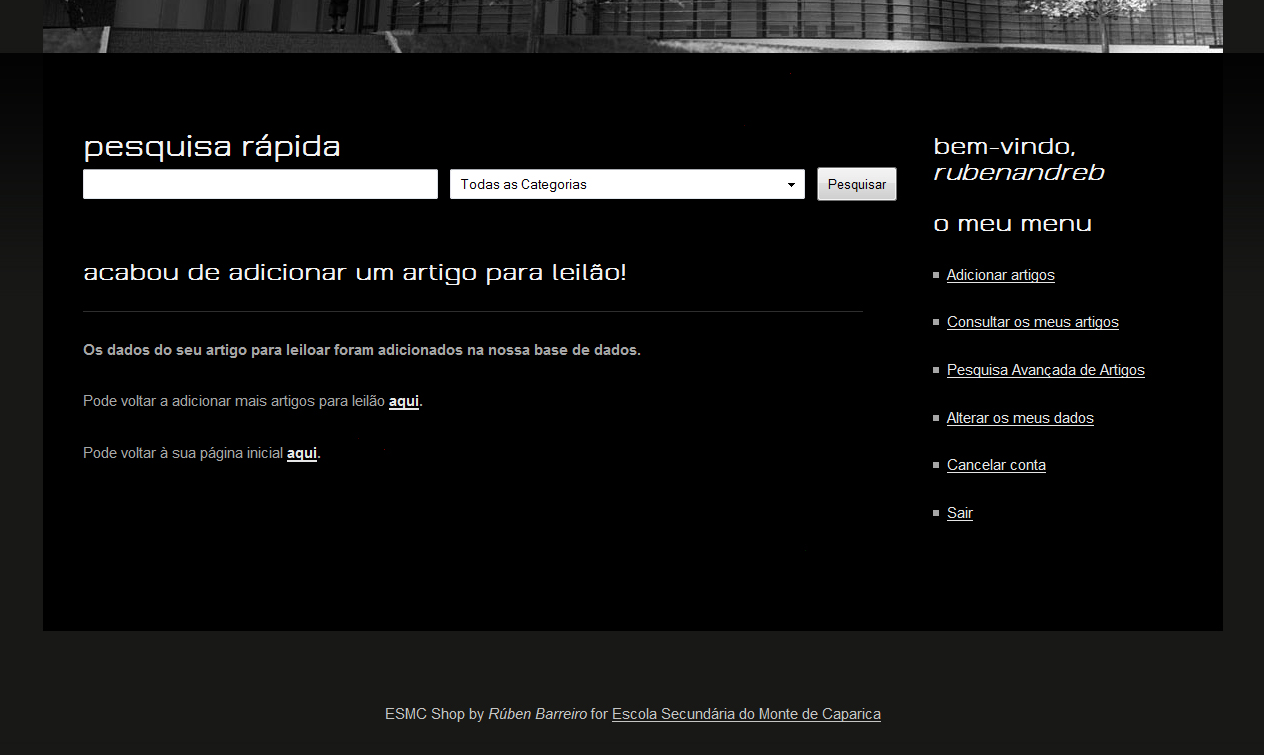 pesquisa rápida
Todas as Categorias
Pesquisar
acabou de adicionar um artigo para leilão!
Os dados do seu artigo para leiloar foram adicionados na nossa base de dados.
Pode voltar a adicionar mais artigos para leilão aqui.
Pode voltar à sua página inicial aqui.
bem-vindo,
rubenandreb
o meu menu
Adicionar artigos
Consultar os meus artigos
Pesquisa Avançada de Artigos
Alterar os meus dados
Cancelar conta
Sair
ESMC Shop by Rúben Barreiro for Escola Secundária do Monte de Caparica